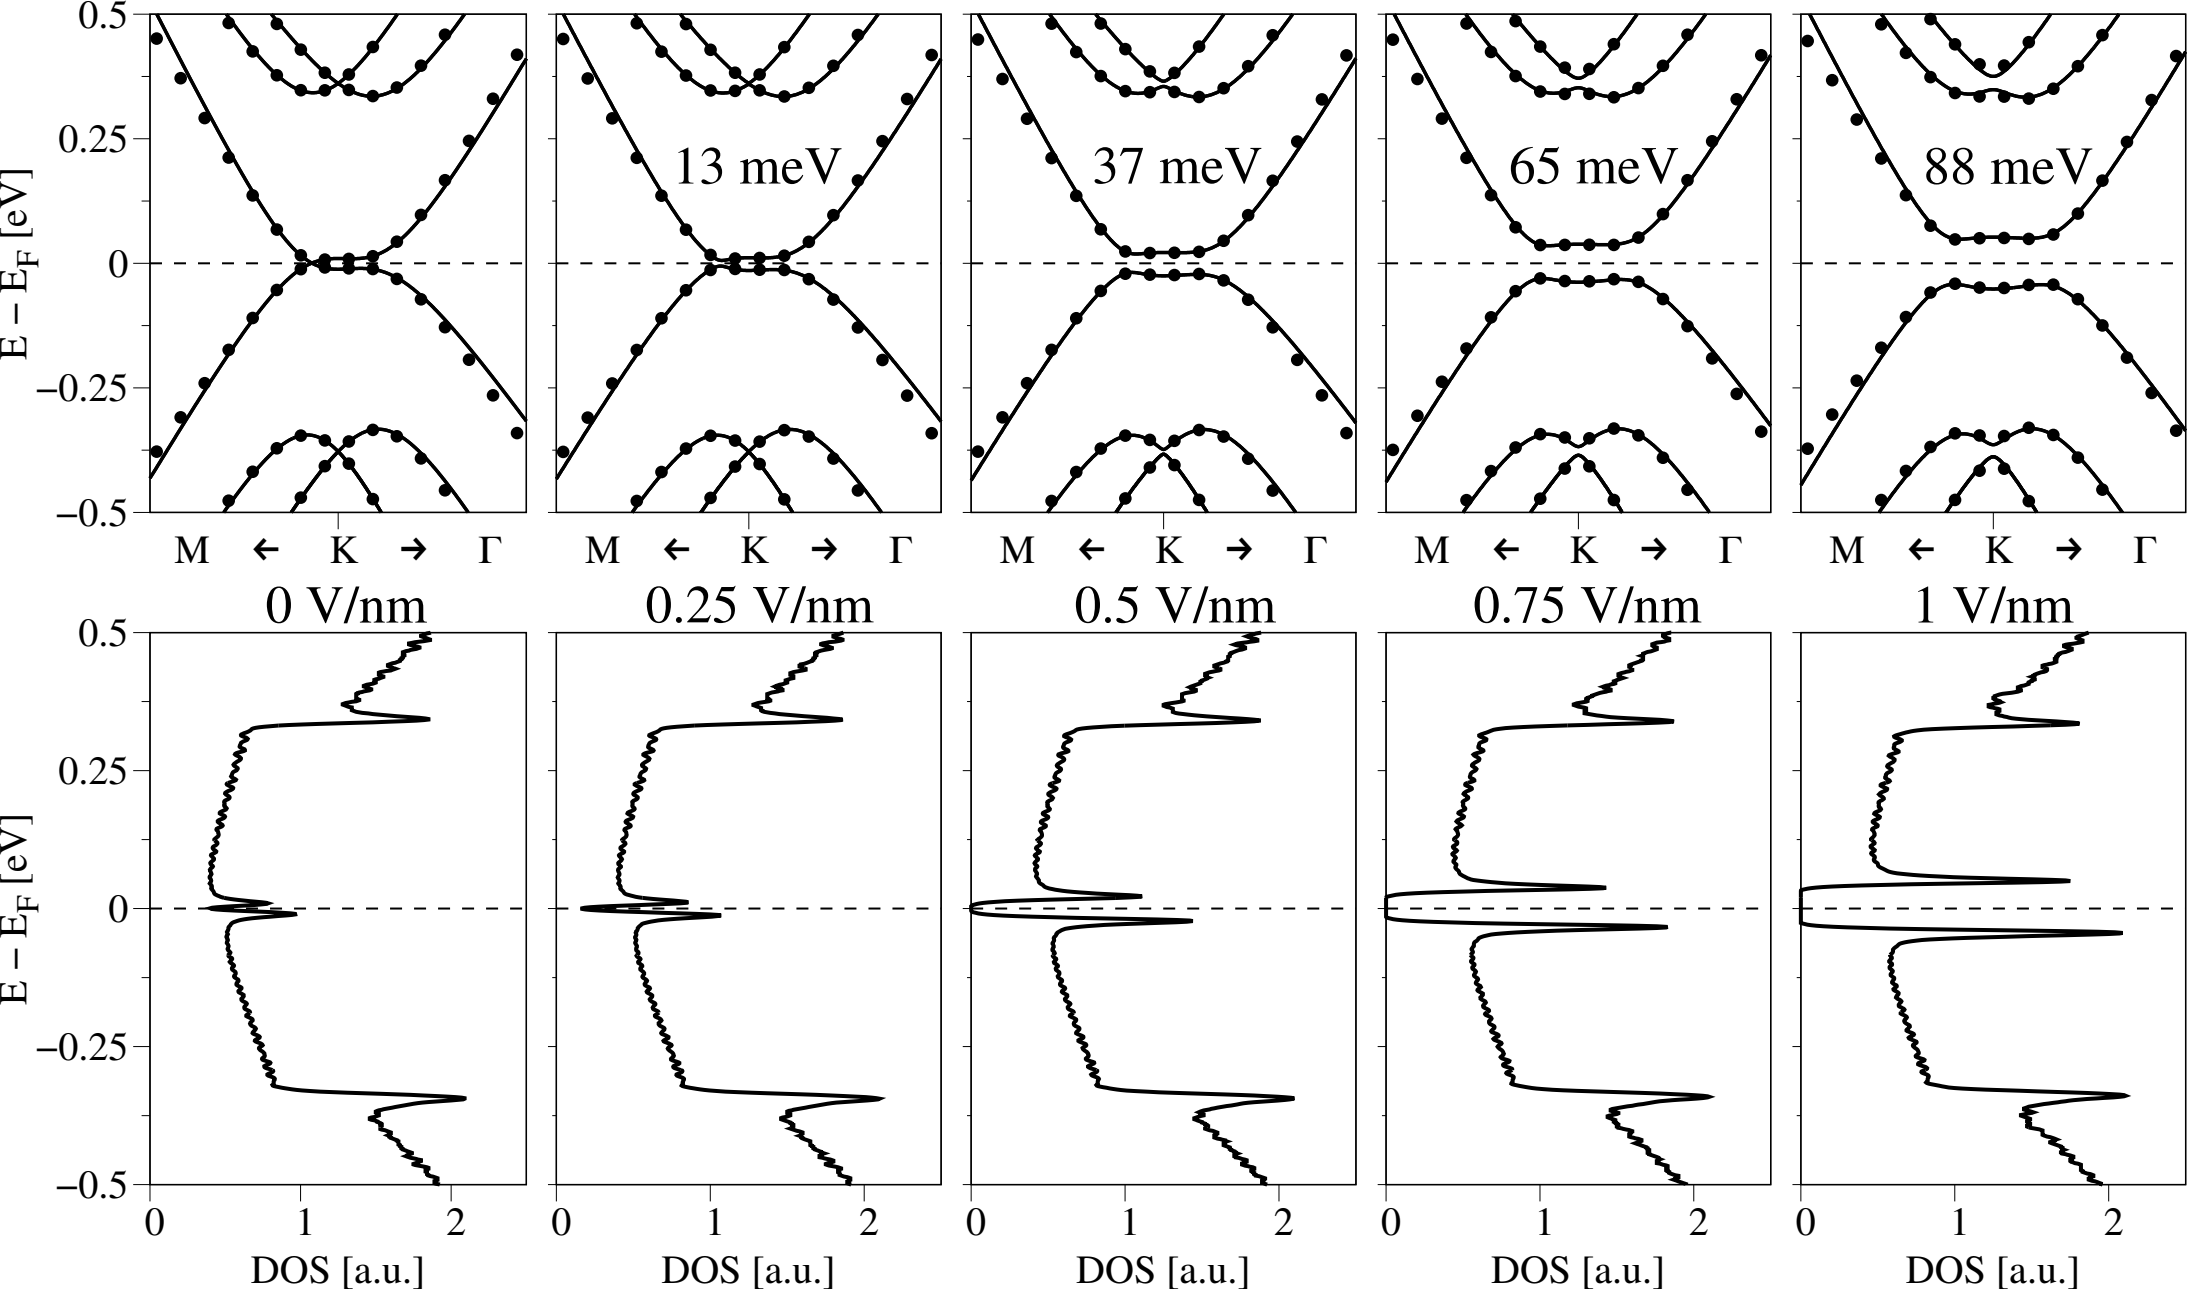 0.5
0.25
0
−0.25
−0.5
E − E_F [eV]
13 meV
37 meV
65 meV
88 meV
M ← K → Γ
M ← K → Γ
M ← K → Γ
M ← K → Γ
M ← K → Γ
0 V/nm
0.25 V/nm
0.5 V/nm
0.75 V/nm
1 V/nm
0.5
0.25
0
−0.25
−0.5
E − E_F [eV]
0 1 2
0 1 2
0 1 2
0 1 2
0 1 2
DOS [a.u.]
DOS [a.u.]
DOS [a.u.]
DOS [a.u.]
DOS [a.u.]